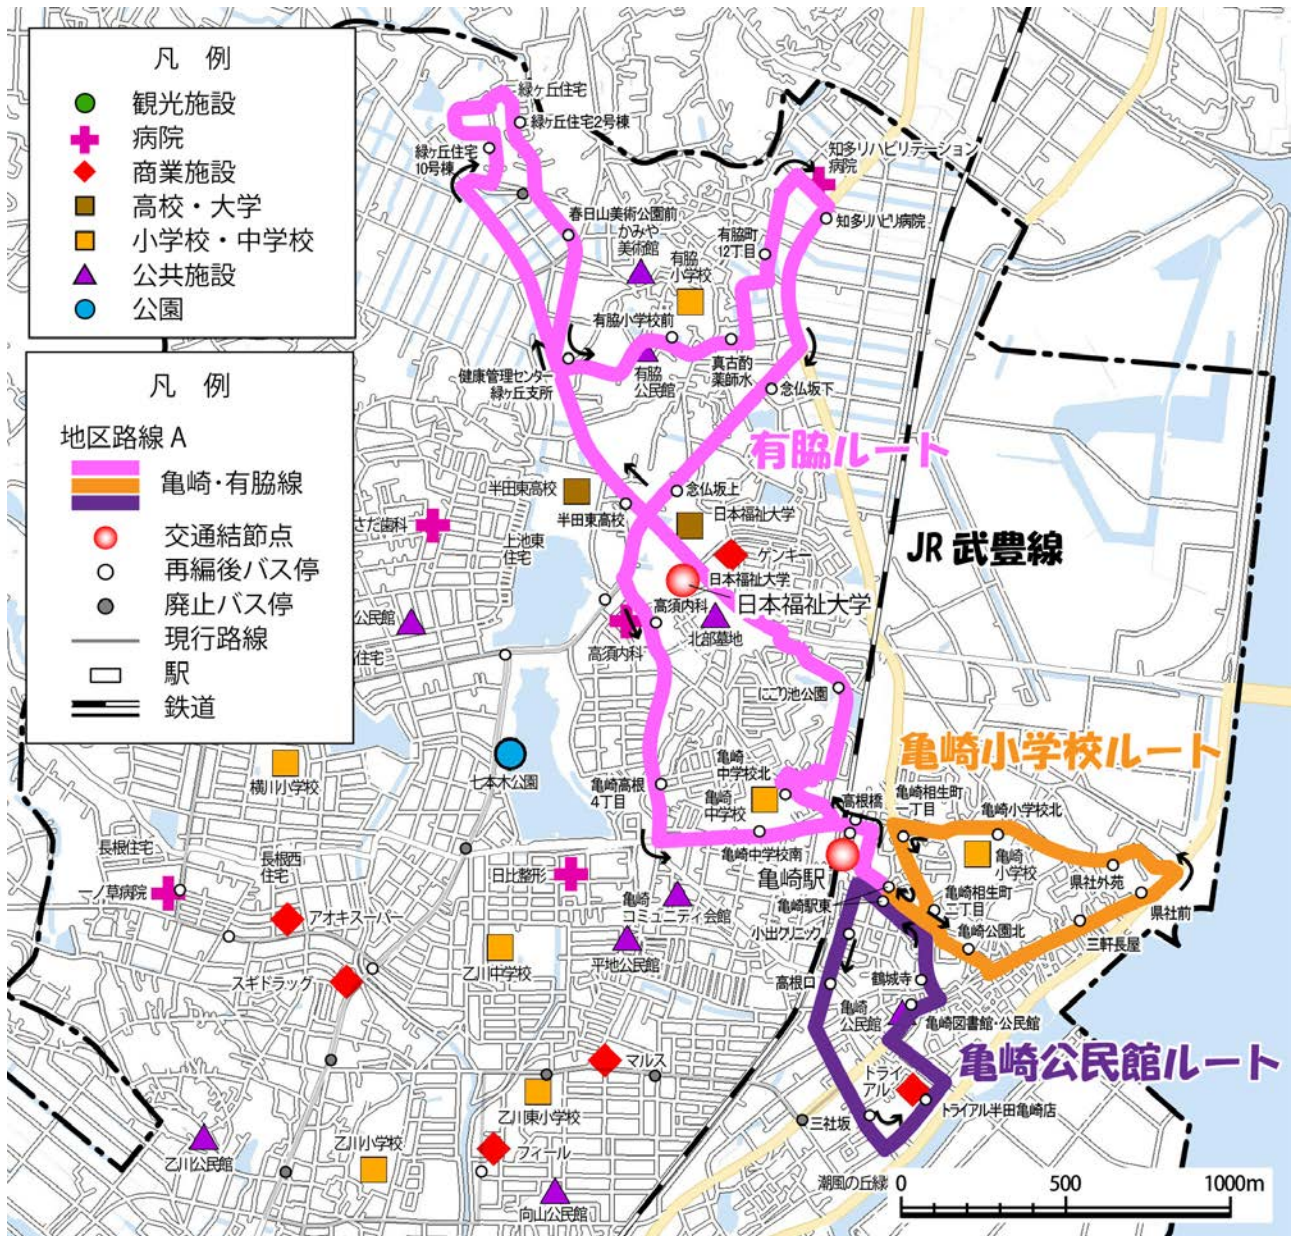 凡 例
観光施設
病院
商業施設
高校・大学
小学校・中学校
公共施設
公園
凡 例
地区路線 A
亀崎・有脇線
交通結節点
再編後バス停
廃止バス停
現行路線
駅
鉄道
緑ヶ丘住宅
緑ヶ丘住宅2号棟
緑ヶ丘住宅
10号棟
知多リハビリテーション
病院
知多リハビリ病院
春日山美術公園前
かみや
美術館
有脇町
12丁目
有脇
小学校
有脇小学校前
健康管理センター
緑ヶ丘支所
有脇
公民館
真古酌
薬師水
念仏坂下
有脇ルート
半田東高校
半田東高校
念仏坂上
日本福祉大学
さだ歯科
上池東
住宅
ゲンキー
JR 武豊線
日本福祉大学
日本福祉大学
高須内科
高須内科
北部墓地
公民館
住宅
にごり池公園
亀崎小学校ルート
七本木公園
横川小学校
亀崎高根
4丁目
亀崎
中学校北
亀崎
中学校
高根橋
亀崎相生町
一丁目
亀崎小学校北
亀崎
小学校
亀崎中学校南
亀崎駅
県社外苑
県社前
長根住宅
長根西
住宅
一ノ草病院
アオキスーパー
日比整形
亀崎
コミュニティ会館
亀崎駅東
亀崎相生町
二丁目
亀崎公園北
三軒長屋
小出クリニック
乙川中学校
平地公民館
スギドラッグ
高根口
鶴城寺
亀崎
公民館
亀崎図書館・公民館
亀崎公民館ルート
マルス
トライ
アル
トライアル半田亀崎店
乙川東小学校
三社坂
乙川公民館
乙川小学校
フィール
向山公民館
潮風の丘緑
0
500
1000m